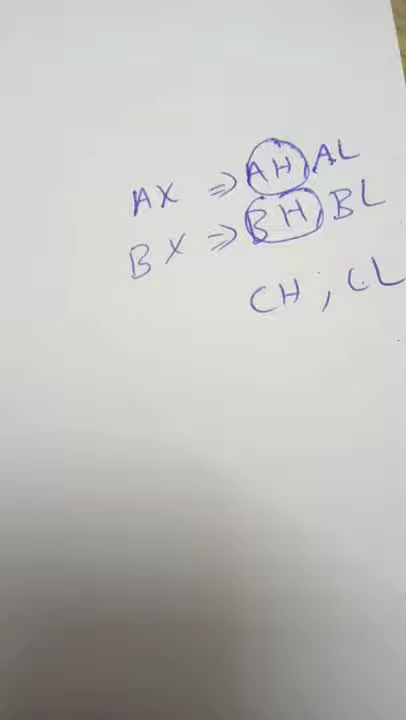 AX ⇒ AH AL
BX ⇒ BH BL
CH ; CL